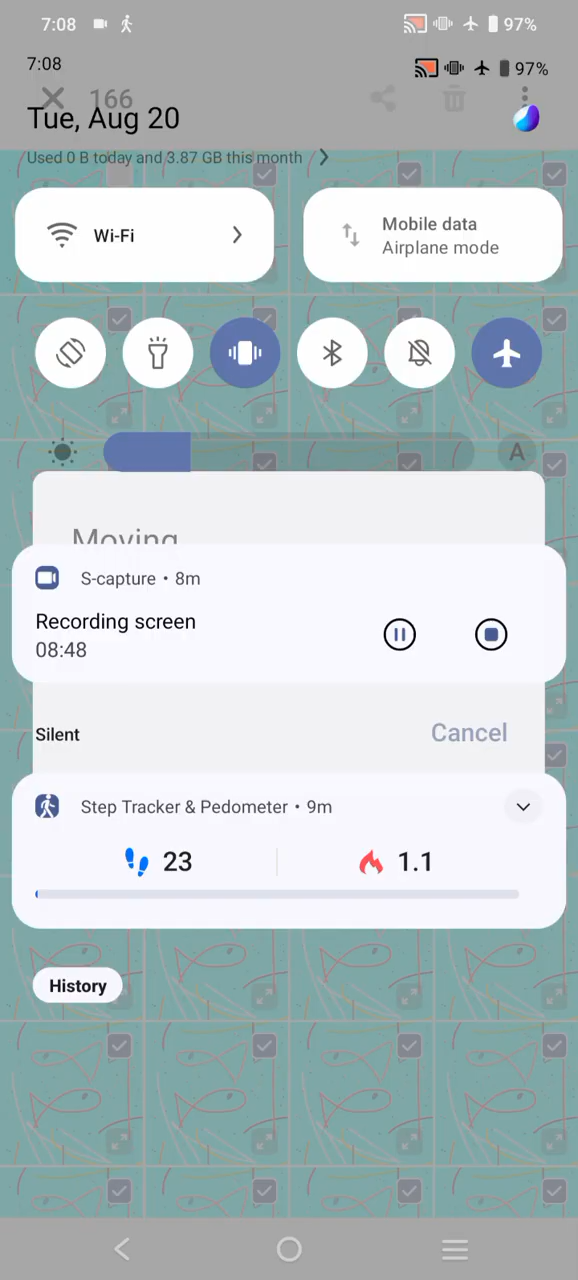 7:08
97%
7:08
97%
166
Tue, Aug 20
Used 0 B today and 3.87 GB this month
Wi-Fi
Mobile data
Airplane mode
A
Moving
S-capture • 8m
Recording screen
08:48
Silent
Cancel
Step Tracker & Pedometer • 9m
23
1.1
History